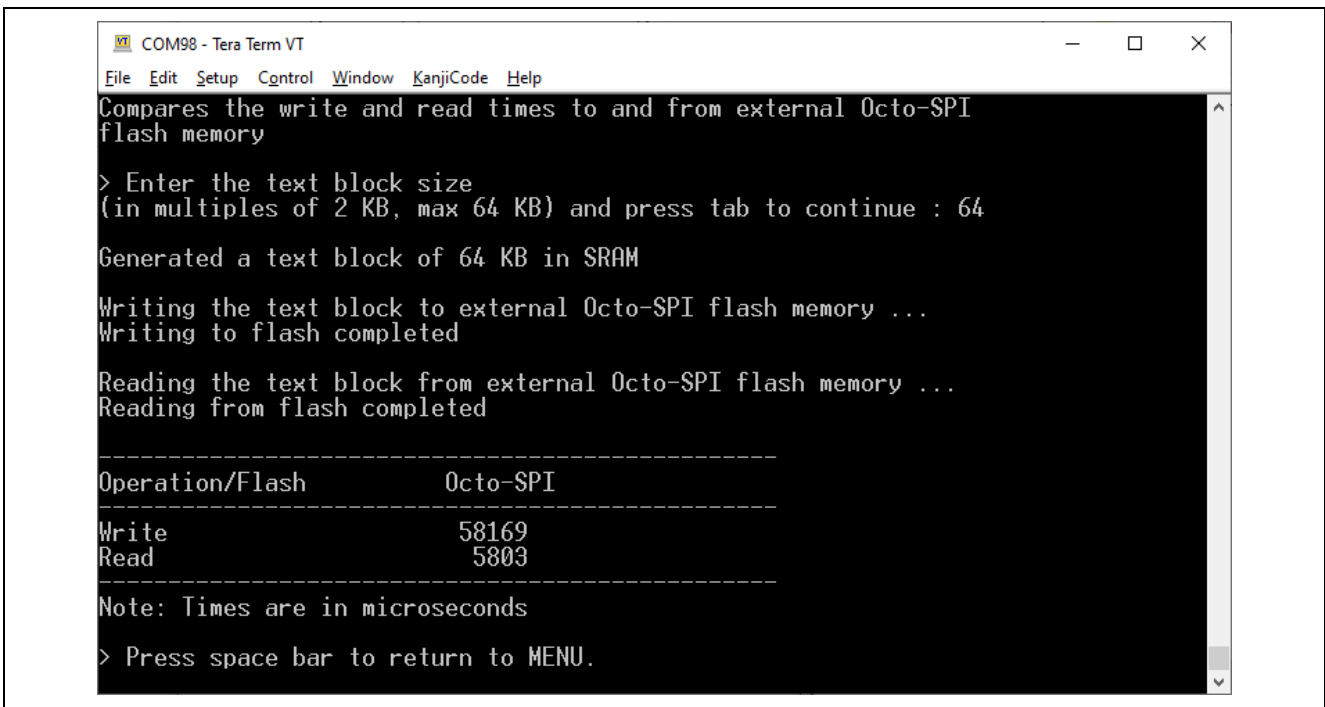 COM98 - Tera Term VT
File Edit Setup Control Window KanjiCode Help
Compares the write and read times to and from external Octo-SPI
flash memory
> Enter the text block size
(in multiples of 2 KB, max 64 KB) and press tab to continue : 64
Generated a text block of 64 KB in SRAM
Writing the text block to external Octo-SPI flash memory ...
Writing to flash completed
Reading the text block from external Octo-SPI flash memory ...
Reading from flash completed
Operation/Flash Octo-SPI
Write 58169
Read 5803
Note: Times are in microseconds
> Press space bar to return to MENU.